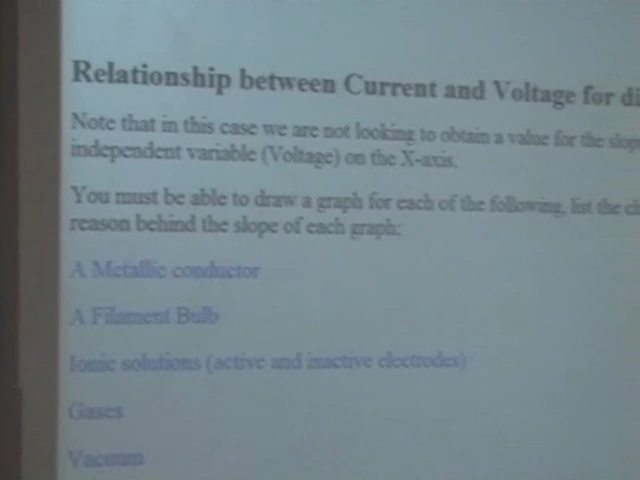 Relationship between Current and Voltage for di
Note that in this case we are not looking to obtain a value for the slop
independent variable (Voltage) on the X-axis.
You must be able to draw a graph for each of the following, list the di
reason behind the slope of each graph;
A Metallic conductor
A Filament Bulb
Ionic solutions (active and inactive electrodes)
Gases
Vacuum